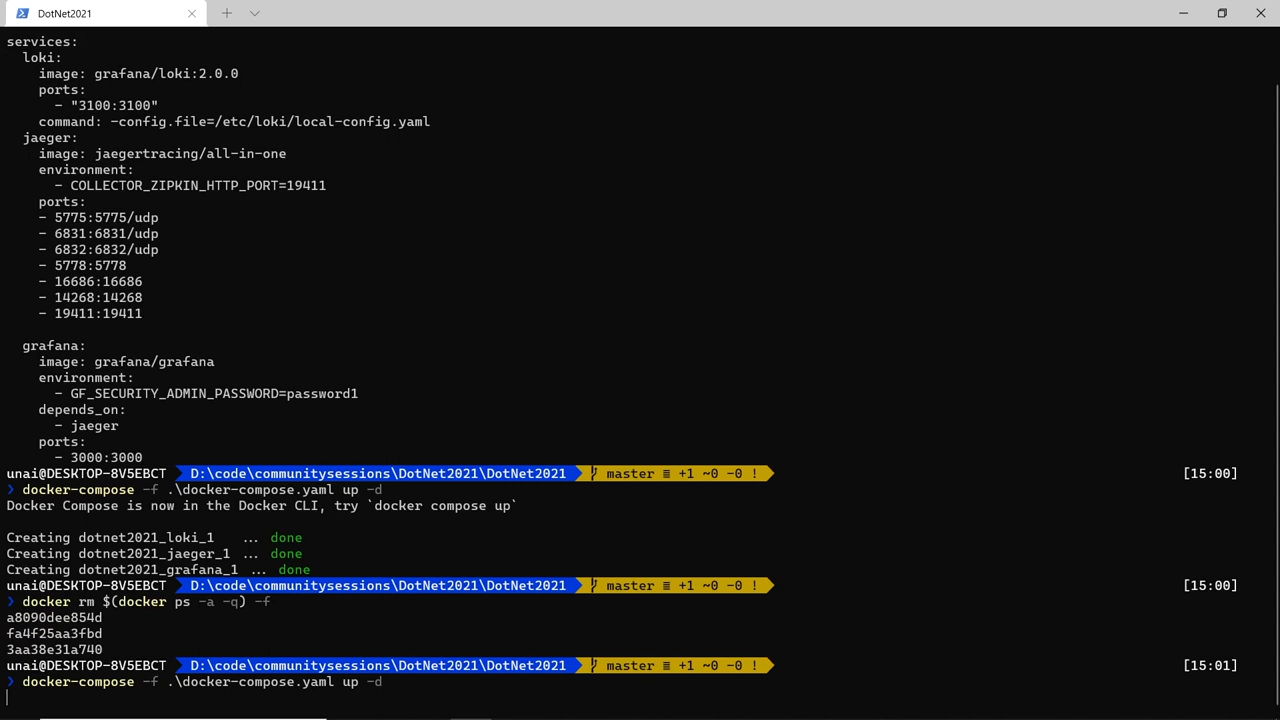 DotNet2021
services:
loki:
image: grafana/loki:2.0.0
ports:
- "3100:3100"
command: -config.file=/etc/loki/local-config.yaml
jaeger:
image: jaegertracing/all-in-one
environment:
- COLLECTOR_ZIPKIN_HTTP_PORT=19411
ports:
- 5775:5775/udp
- 6831:6831/udp
- 6832:6832/udp
- 5778:5778
- 16686:16686
- 14268:14268
- 19411:19411
grafana:
image: grafana/grafana
environment:
- GF_SECURITY_ADMIN_PASSWORD=password1
depends_on:
- jaeger
ports:
- 3000:3000
unai@DESKTOP-8V5EBCT D:\code\communitysessions\DotNet2021\DotNet2021 master ≡ +1 ~0 -0 ! [15:00]
❯ docker-compose -f .\docker-compose.yaml up -d
Docker Compose is now in the Docker CLI, try `docker compose up`
Creating dotnet2021_loki_1 ... done
Creating dotnet2021_jaeger_1 ... done
Creating dotnet2021_grafana_1 ... done
unai@DESKTOP-8V5EBCT D:\code\communitysessions\DotNet2021\DotNet2021 master ≡ +1 ~0 -0 ! [15:00]
❯ docker rm $(docker ps -a -q) -f
a8090dee854d
fa4f25aa3fbd
3aa38e31a740
unai@DESKTOP-8V5EBCT D:\code\communitysessions\DotNet2021\DotNet2021 master ≡ +1 ~0 -0 ! [15:01]
❯ docker-compose -f .\docker-compose.yaml up -d